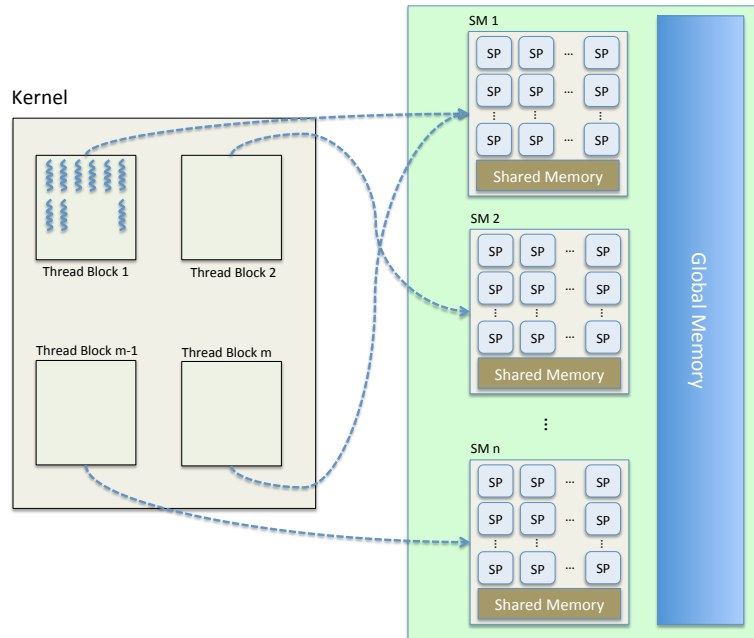 Kernel
Thread Block 1
Thread Block 2
Thread Block m-1
Thread Block m
SM 1
SP SP ... SP
SP SP ... SP
SP SP ... SP
Shared Memory
SM 2
SP SP ... SP
SP SP ... SP
SP SP ... SP
Shared Memory
...
SM n
SP SP ... SP
SP SP ... SP
SP SP ... SP
Shared Memory
Global Memory